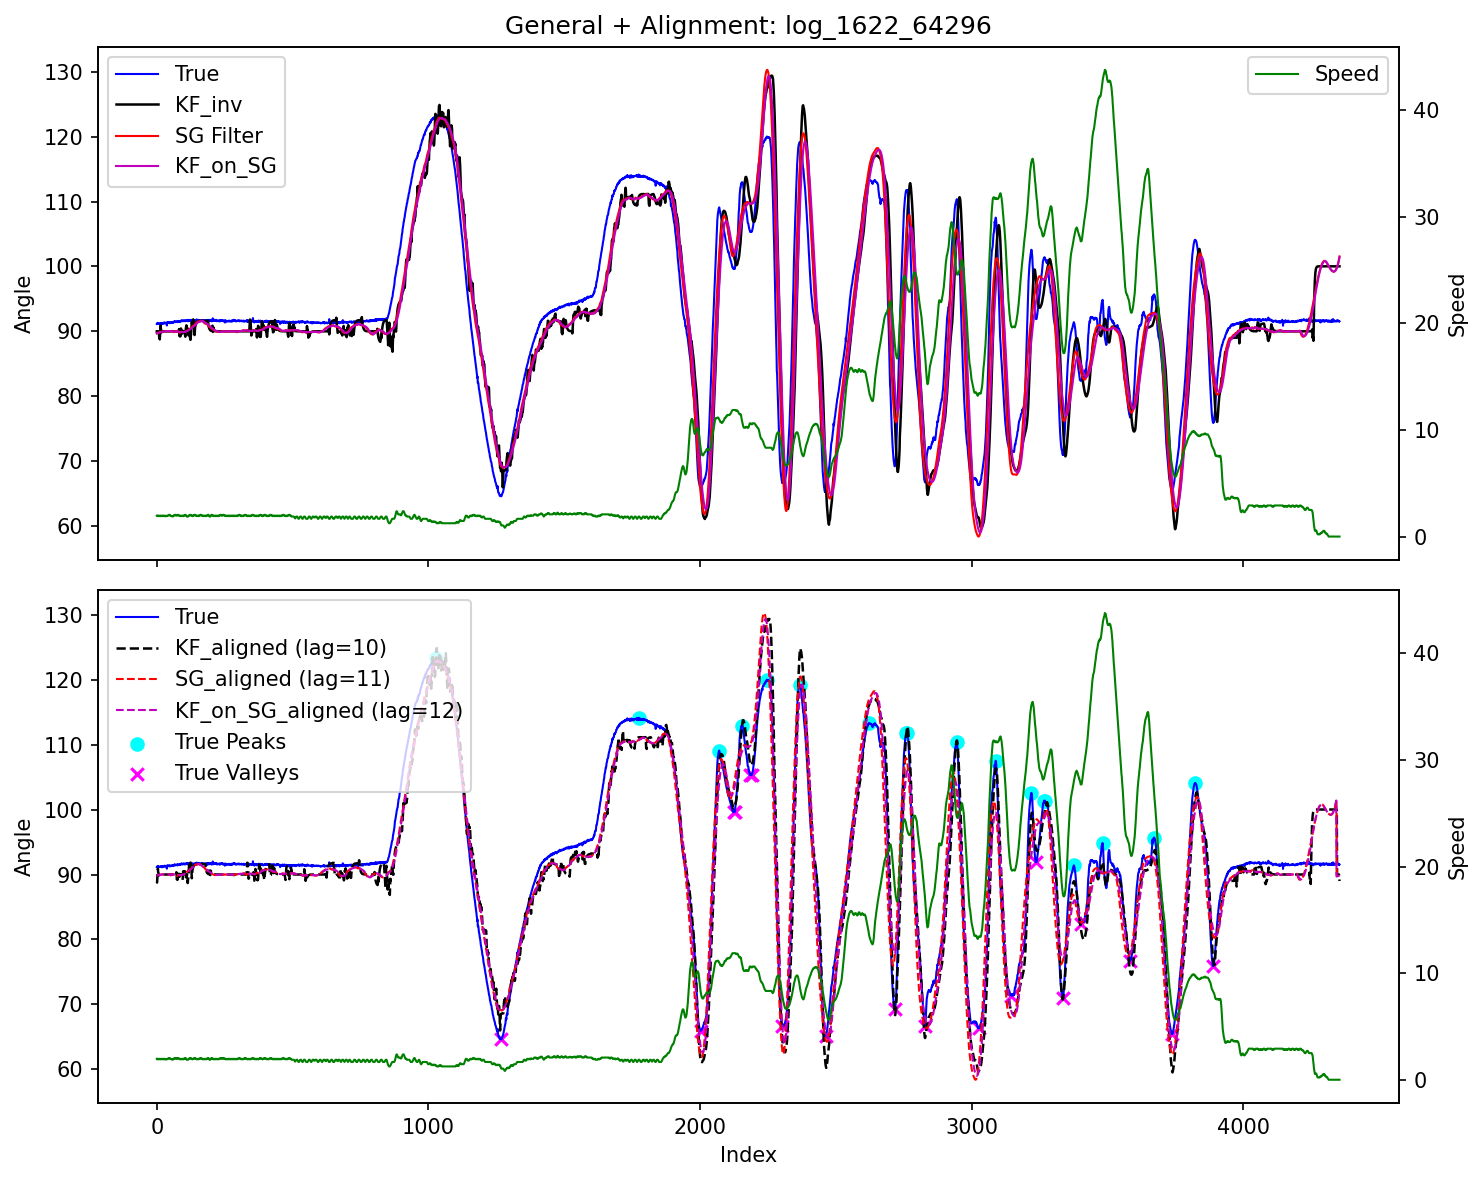 General + Alignment: log_1622_64296
True
KF_inv
SG Filter
KF_on_SG
Speed
130
120
110
100
90
80
70
60
Angle
40
30
20
10
0
Speed
True
KF_aligned (lag=10)
SG_aligned (lag=11)
KF_on_SG_aligned (lag=12)
True Peaks
True Valleys
130
120
110
100
90
80
70
60
Angle
40
30
20
10
0
Speed
0
1000
2000
3000
4000
Index